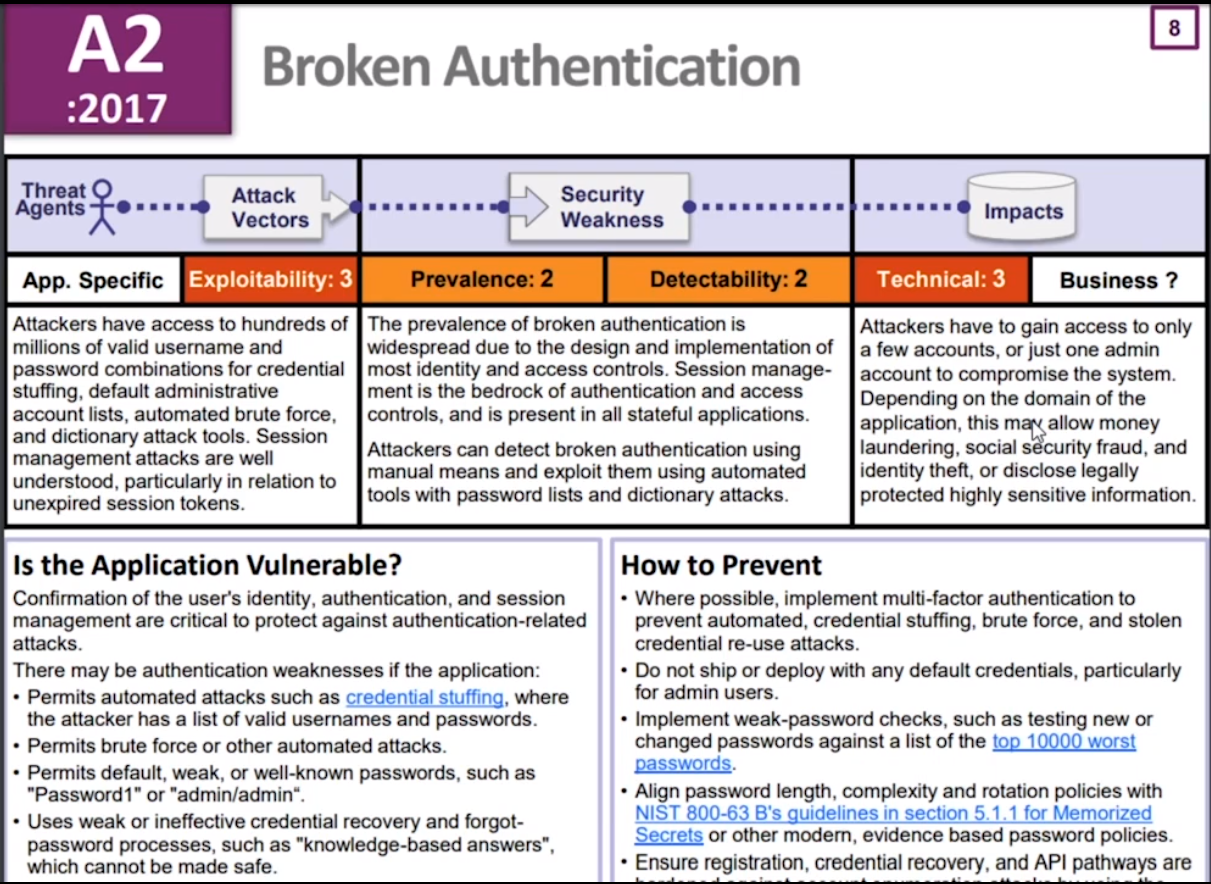 A2
:2017
Broken Authentication
8
Threat
Agents
Attack
Vectors
Security
Weakness
Impacts
App. Specific
Exploitability: 3
Prevalence: 2
Detectability: 2
Technical: 3
Business ?
Attackers have access to hundreds of
millions of valid username and
password combinations for credential
stuffing, default administrative
account lists, automated brute force,
and dictionary attack tools. Session
management attacks are well
understood, particularly in relation to
unexpired session tokens.
The prevalence of broken authentication is
widespread due to the design and implementation of
most identity and access controls. Session manage-
ment is the bedrock of authentication and access
controls, and is present in all stateful applications.
Attackers can detect broken authentication using
manual means and exploit them using automated
tools with password lists and dictionary attacks.
Attackers have to gain access to only
a few accounts, or just one admin
account to compromise the system.
Depending on the domain of the
application, this may allow money
laundering, social security fraud, and
identity theft, or disclose legally
protected highly sensitive information.
Is the Application Vulnerable?
Confirmation of the user's identity, authentication, and session
management are critical to protect against authentication-related
attacks.
There may be authentication weaknesses if the application:
• Permits automated attacks such as credential stuffing, where
the attacker has a list of valid usernames and passwords.
• Permits brute force or other automated attacks.
• Permits default, weak, or well-known passwords, such as
"Password1" or "admin/admin“.
• Uses weak or ineffective credential recovery and forgot-
password processes, such as "knowledge-based answers",
which cannot be made safe.
How to Prevent
• Where possible, implement multi-factor authentication to
prevent automated, credential stuffing, brute force, and stolen
credential re-use attacks.
• Do not ship or deploy with any default credentials, particularly
for admin users.
• Implement weak-password checks, such as testing new or
changed passwords against a list of the top 10000 worst
passwords.
• Align password length, complexity and rotation policies with
NIST 800-63 B's guidelines in section 5.1.1 for Memorized
Secrets or other modern, evidence based password policies.
• Ensure registration, credential recovery, and API pathways are